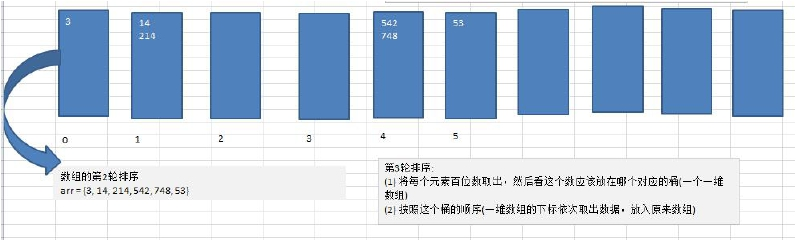 3
14
214
542
748
53
0
1
2
3
4
5
数组的第2轮排序
arr = {3, 14, 214,542, 748, 53}
第3轮排序:
(1) 将每个元素百位数取出，然后看这个数应该放在哪个对应的桶(一个一维
数组)
(2) 按照这个桶的顺序(一维数组的下标依次取出数据，放入原来数组)